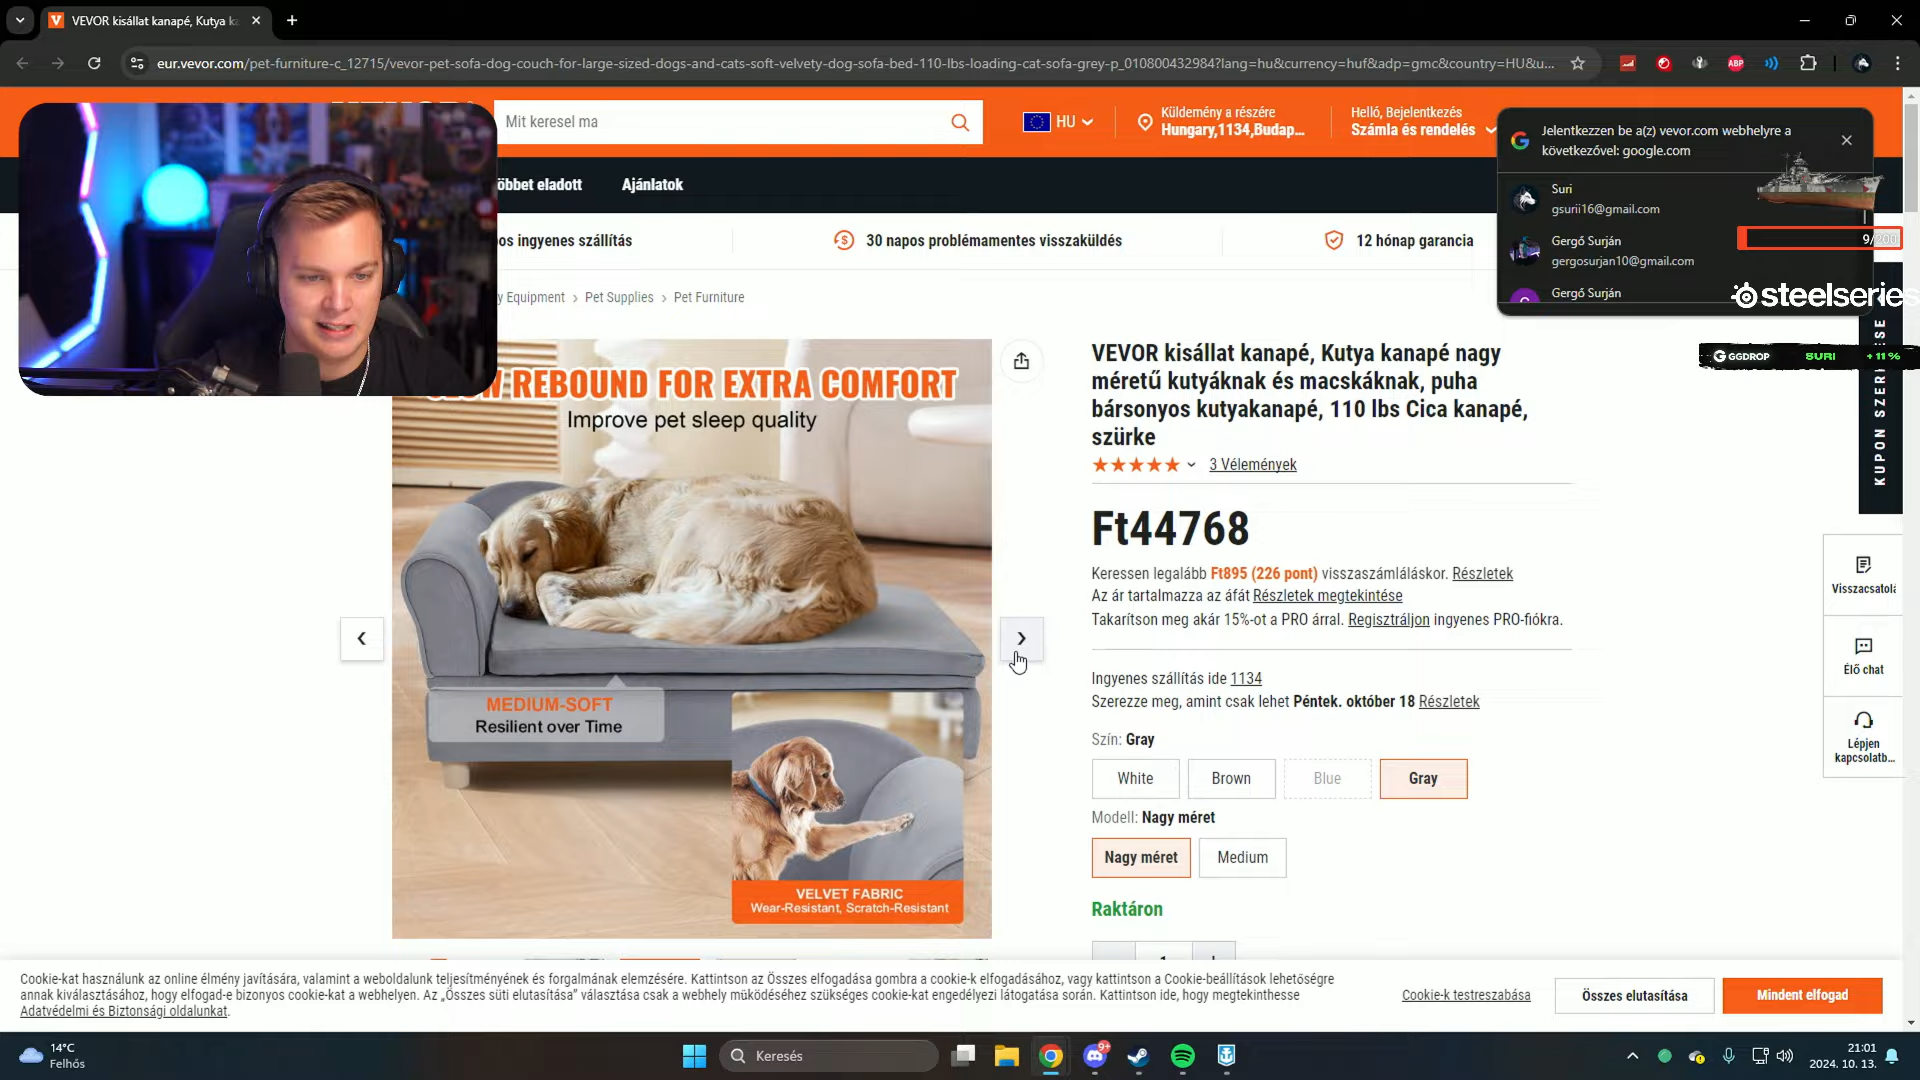 VEVOR kisállat kanapé, Kutya k
eur.vevor.com/pet-furniture-c_12715/vevor-pet-sofa-dog-couch-for-large-sized-dogs-and-cats-soft-velvety-dog-sofa-bed-110-lbs-loading-cat-sofa-grey-p_010800432984?lang=hu&currency=huf&adp=gmc&country=HU&u...
ABP
Mit keresel ma
HU
Küldemény a részére
Hungary,1134,Budap...
Helló, Bejelentkezés
Számla és rendelés
Jelentkezzen be a(z) vevor.com webhelyre a
következővel: google.com
Suri
gsurii16@gmail.com
Gergő Surján
gergosurjan10@gmail.com
Gergő Surján
9/200
steelseries
GGDROP SURI +11%
öbbet eladott
Ajánlatok
os ingyenes szállítás
30 napos problémamentes visszaküldés
12 hónap garancia
y Equipment › Pet Supplies › Pet Furniture
REBOUND FOR EXTRA COMFORT
Improve pet sleep quality
MEDIUM-SOFT
Resilient over Time
VELVET FABRIC
Wear-Resistant, Scratch-Resistant
VEVOR kisállat kanapé, Kutya kanapé nagy
méretű kutyáknak és macskáknak, puha
bársonyos kutyakanapé, 110 lbs Cica kanapé,
szürke
3 Vélemények
Ft44768
Keressen legalább Ft895 (226 pont) visszaszámláláskor. Részletek
Az ár tartalmazza az áfát Részletek megtekintése
Takarítson meg akár 15%-ot a PRO árral. Regisztráljon ingyenes PRO-fiókra.
Ingyenes szállítás ide 1134
Szerezze meg, amint csak lehet Péntek. október 18 Részletek
Szín: Gray
White
Brown
Blue
Gray
Modell: Nagy méret
Nagy méret
Medium
Raktáron
KUPON SZER
SE
Visszacsatolá
Élő chat
Lépjen
kapcsolatb...
Cookie-kat használunk az online élmény javítására, valamint a weboldalunk teljesítményének és forgalmának elemzésére. Kattintson az Összes elfogadása gombra a cookie-k elfogadásához, vagy kattintson a Cookie-beállítások lehetőségre
annak kiválasztásához, hogy elfogad-e bizonyos cookie-kat a webhelyen. Az „Összes süti elutasítása” választása csak a webhely működéséhez szükséges cookie-kat engedélyezi látogatása során. Kattintson ide, hogy megtekinthesse
Adatvédelmi és Biztonsági oldalunkat.
Cookie-k testreszabása
Összes elutasítása
Mindent elfogad
14°C
Felhős
Keresés
9+
21:01
2024. 10. 13.